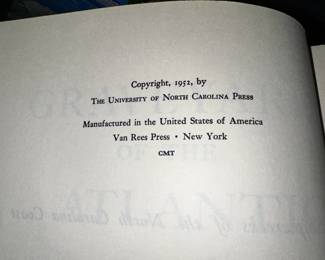 Copyright, 1952, by
The University of North Carolina Press
Manufactured in the United States of America
Van Rees Press • New York
CMT